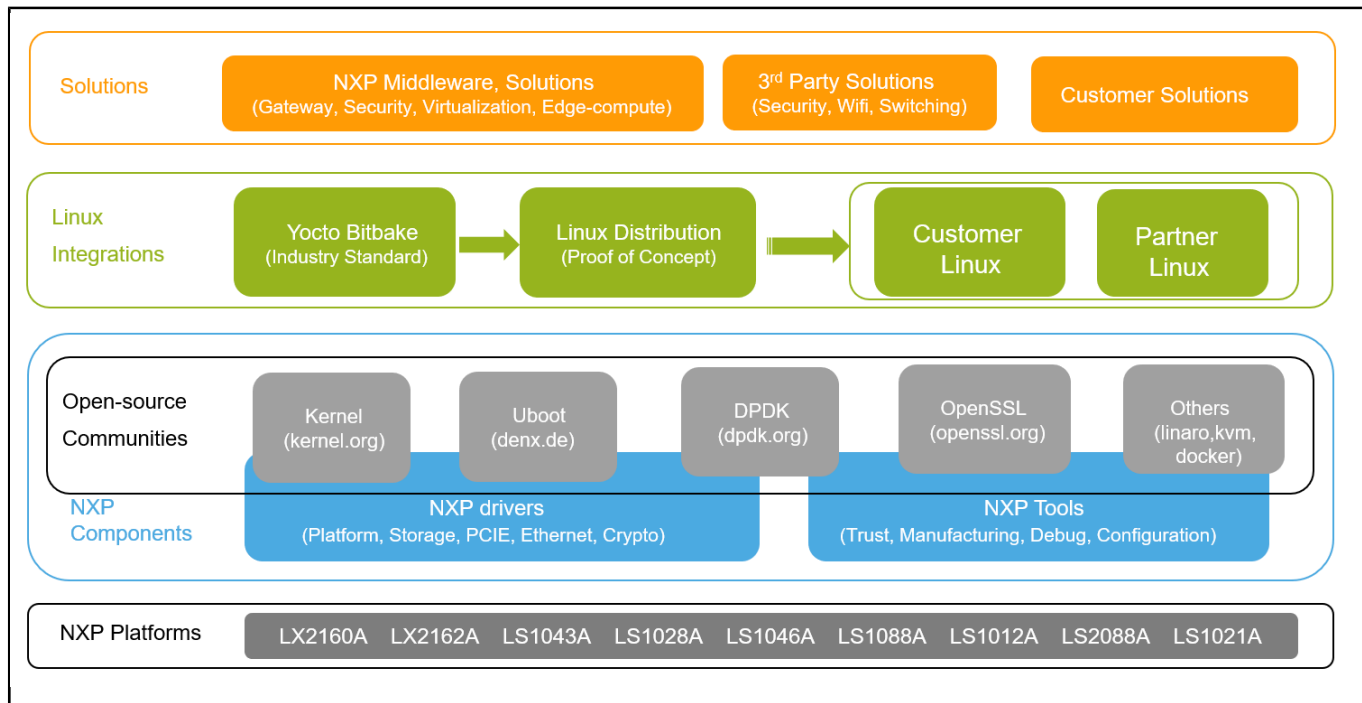 Solutions
NXP Middleware, Solutions
(Gateway, Security, Virtualization, Edge-compute)
3rd Party Solutions
(Security, Wifi, Switching)
Customer Solutions
Linux
Integrations
Yocto Bitbake
(Industry Standard)
Linux Distribution
(Proof of Concept)
Customer
Linux
Partner
Linux
Open-source
Communities
Kernel
(kernel.org)
Uboot
(denx.de)
DPDK
(dpdk.org)
OpenSSL
(openssl.org)
Others
(linaro,kvm,
docker)
NXP
Components
NXP drivers
(Platform, Storage, PCIE, Ethernet, Crypto)
NXP Tools
(Trust, Manufacturing, Debug, Configuration)
NXP Platforms
LX2160A LX2162A LS1043A LS1028A LS1046A LS1088A LS1012A LS2088A LS1021A